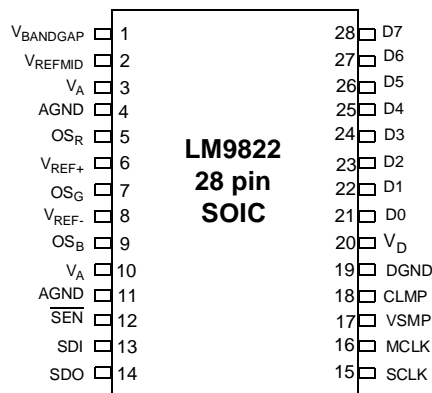 V_BANDGAP 1 28 D7
V_REFMID 2 27 D6
V_A 3 26 D5
AGND 4 25 D4
OS_R 5 24 D3
V_REF+ 6 23 D2
OS_G 7 22 D1
V_REF- 8 21 D0
OS_B 9 20 V_D
V_A 10 19 DGND
AGND 11 18 CLMP
SEN 12 17 VSMP
SDI 13 16 MCLK
SDO 14 15 SCLK
LM9822
28 pin
SOIC